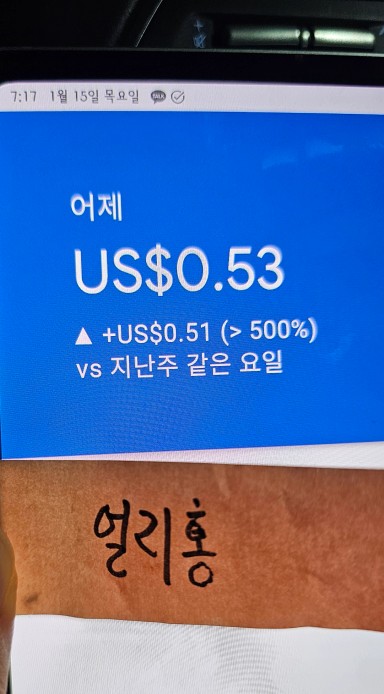 7:17 1월 15일 목요일
어제
US$0.53
▲ +US$0.51 (> 500%)
vs 지난주 같은 요일
얼리홍